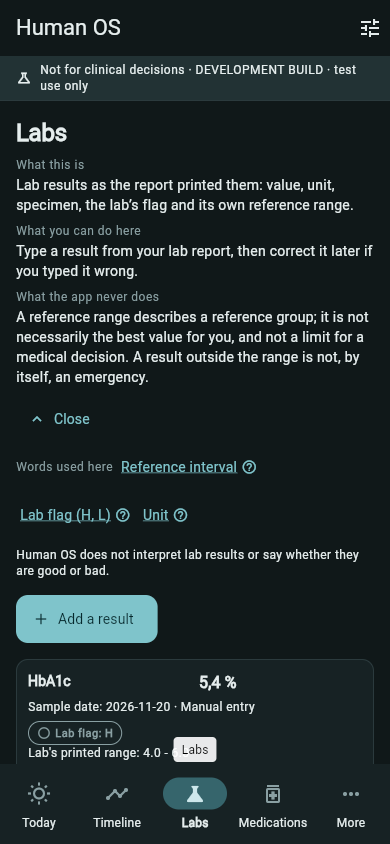 Human OS
Not for clinical decisions · DEVELOPMENT BUILD · test
use only
Labs
What this is
Lab results as the report printed them: value, unit,
specimen, the lab's flag and its own reference range.
What you can do here
Type a result from your lab report, then correct it later if
you typed it wrong.
What the app never does
A reference range describes a reference group; it is not
necessarily the best value for you, and not a limit for a
medical decision. A result outside the range is not, by
itself, an emergency.
Close
Words used here Reference interval
Lab flag (H, L) Unit
Human OS does not interpret lab results or say whether they
are good or bad.
+ Add a result
HbA1c 5,4 %
Sample date: 2026-11-20 · Manual entry
Lab flag: H
Lab's printed range: 4.0 -
Labs
Today Timeline Labs Medications More